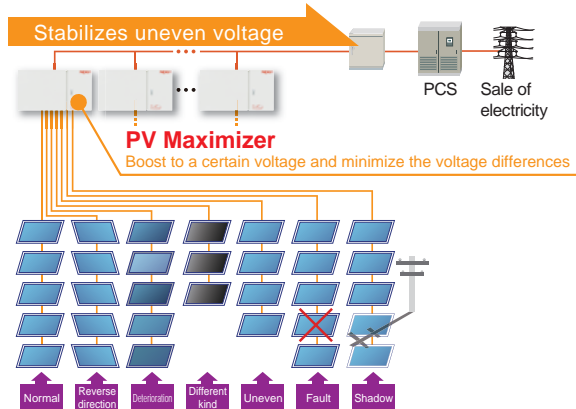 Stabilizes uneven voltage
PCS
Sale of
electricity
PV Maximizer
Boost to a certain voltage and minimize the voltage differences
Normal
Reverse
direction
Deterioration
Different
kind
Uneven
Fault
Shadow